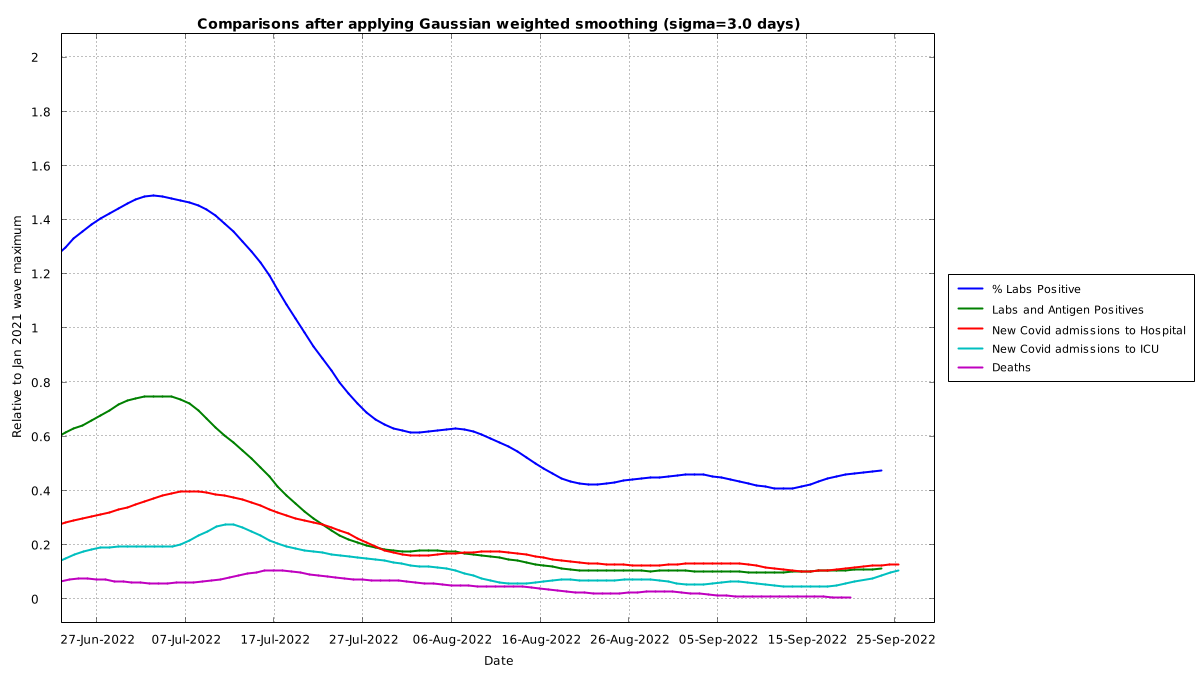 Comparisons after applying Gaussian weighted smoothing (sigma=3.0 days)
Relative to Jan 2021 wave maximum
2
1.8
1.6
1.4
1.2
1
0.8
0.6
0.4
0.2
0
27-Jun-2022 07-Jul-2022 17-Jul-2022 27-Jul-2022 06-Aug-2022 16-Aug-2022 26-Aug-2022 05-Sep-2022 15-Sep-2022 25-Sep-2022
Date
% Labs Positive
Labs and Antigen Positives
New Covid admissions to Hospital
New Covid admissions to ICU
Deaths